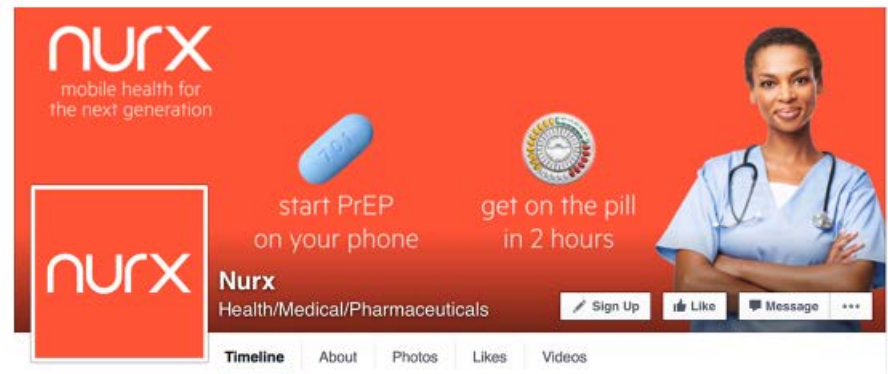 nurx
mobile health for
the next generation
701
start PrEP
on your phone
get on the pill
in 2 hours
nurx
Nurx
Health/Medical/Pharmaceuticals
Sign Up
Like
Message
Timeline
About
Photos
Likes
Videos